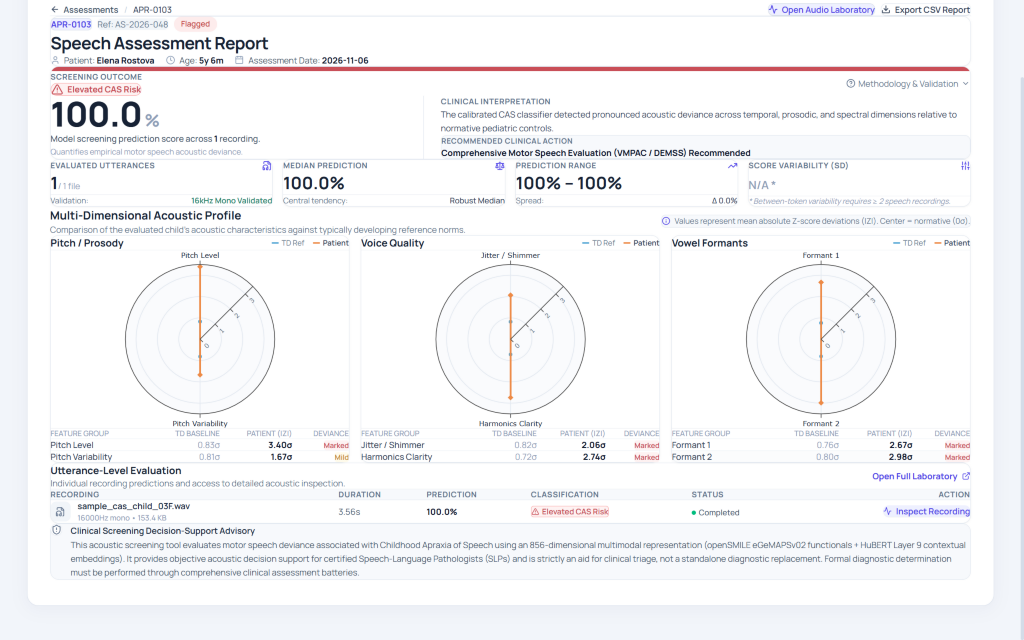 ← Assessments / APR-0103
Open Audio Laboratory
Export CSV Report
APR-0103 Ref: AS-2026-048 Flagged
Speech Assessment Report
Patient: Elena Rostova Age: 5y 6m Assessment Date: 2026-11-06
SCREENING OUTCOME
Elevated CAS Risk
Methodology & Validation
100.0 %
Model screening prediction score across 1 recording.
Quantifies empirical motor speech acoustic deviance.
CLINICAL INTERPRETATION
The calibrated CAS classifier detected pronounced acoustic deviance across temporal, prosodic, and spectral dimensions relative to
normative pediatric controls.
RECOMMENDED CLINICAL ACTION
Comprehensive Motor Speech Evaluation (VMPAC / DEMSS) Recommended
EVALUATED UTTERANCES
1 / 1 file
Validation: 16kHz Mono Validated
MEDIAN PREDICTION
100.0%
Central tendency: Robust Median
PREDICTION RANGE
100% – 100%
Spread: Δ 0.0%
SCORE VARIABILITY (SD)
N/A *
* Between-token variability requires ≥ 2 speech recordings.
Multi-Dimensional Acoustic Profile
Comparison of the evaluated child's acoustic characteristics against typically developing reference norms.
Values represent mean absolute Z-score deviations (|Z|). Center = normative (0σ).
Pitch / Prosody TD Ref Patient
Pitch Level
3
2
1
0
Pitch Variability
FEATURE GROUP TD BASELINE PATIENT (|Z|) DEVIANCE
Pitch Level 0.83σ 3.40σ Marked
Pitch Variability 0.81σ 1.67σ Mild
Voice Quality TD Ref Patient
Jitter / Shimmer
3
2
1
0
Harmonics Clarity
FEATURE GROUP TD BASELINE PATIENT (|Z|) DEVIANCE
Jitter / Shimmer 0.82σ 2.06σ Marked
Harmonics Clarity 0.72σ 2.74σ Marked
Vowel Formants TD Ref Patient
Formant 1
3
2
1
0
Formant 2
FEATURE GROUP TD BASELINE PATIENT (|Z|) DEVIANCE
Formant 1 0.76σ 2.67σ Marked
Formant 2 0.80σ 2.98σ Marked
Utterance-Level Evaluation
Individual recording predictions and access to detailed acoustic inspection.
Open Full Laboratory
RECORDING DURATION PREDICTION CLASSIFICATION STATUS ACTION
sample_cas_child_03F.wav
16000Hz mono • 153.4 KB
3.56s 100.0% Elevated CAS Risk Completed Inspect Recording
Clinical Screening Decision-Support Advisory
This acoustic screening tool evaluates motor speech deviance associated with Childhood Apraxia of Speech using an 856-dimensional multimodal representation (openSMILE eGeMAPSv02 functionals + HuBERT Layer 9 contextual
embeddings). It provides objective acoustic decision support for certified Speech-Language Pathologists (SLPs) and is strictly an aid for clinical triage, not a standalone diagnostic replacement. Formal diagnostic determination
must be performed through comprehensive clinical assessment batteries.